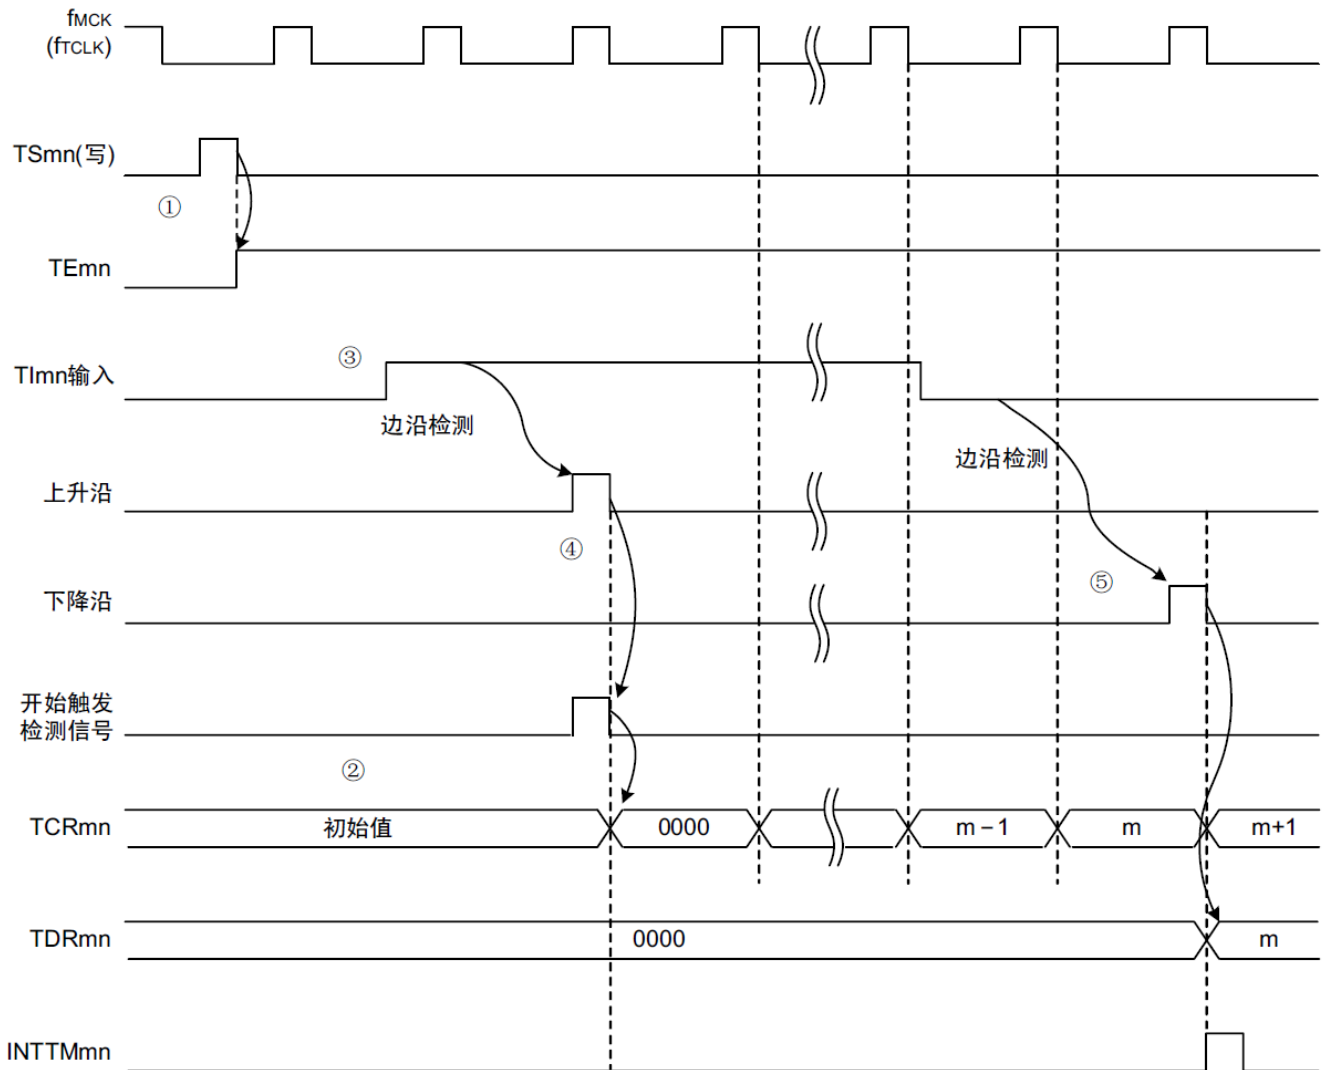 fMCK
(fTCLK)
TSmn(写)
①
TEmn
③
TImn输入
边沿检测
边沿检测
上升沿
④
⑤
下降沿
开始触发
检测信号
②
TCRmn
初始值
0000
m－1
m
m+1
TDRmn
0000
m
INTTMmn